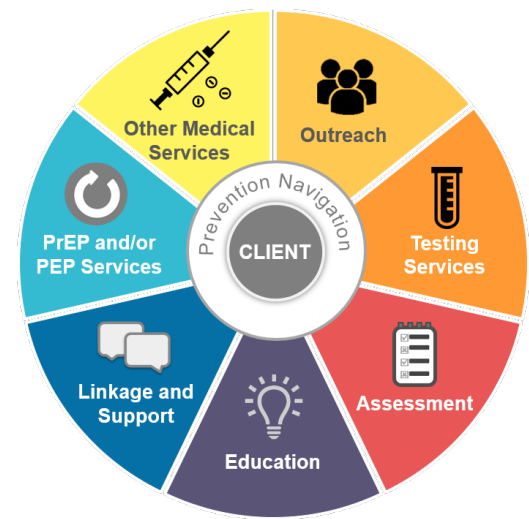 Other Medical
Services
Outreach
Testing
Services
Assessment
Education
Linkage and
Support
PrEP and/or
PEP Services
Prevention Navigation
CLIENT